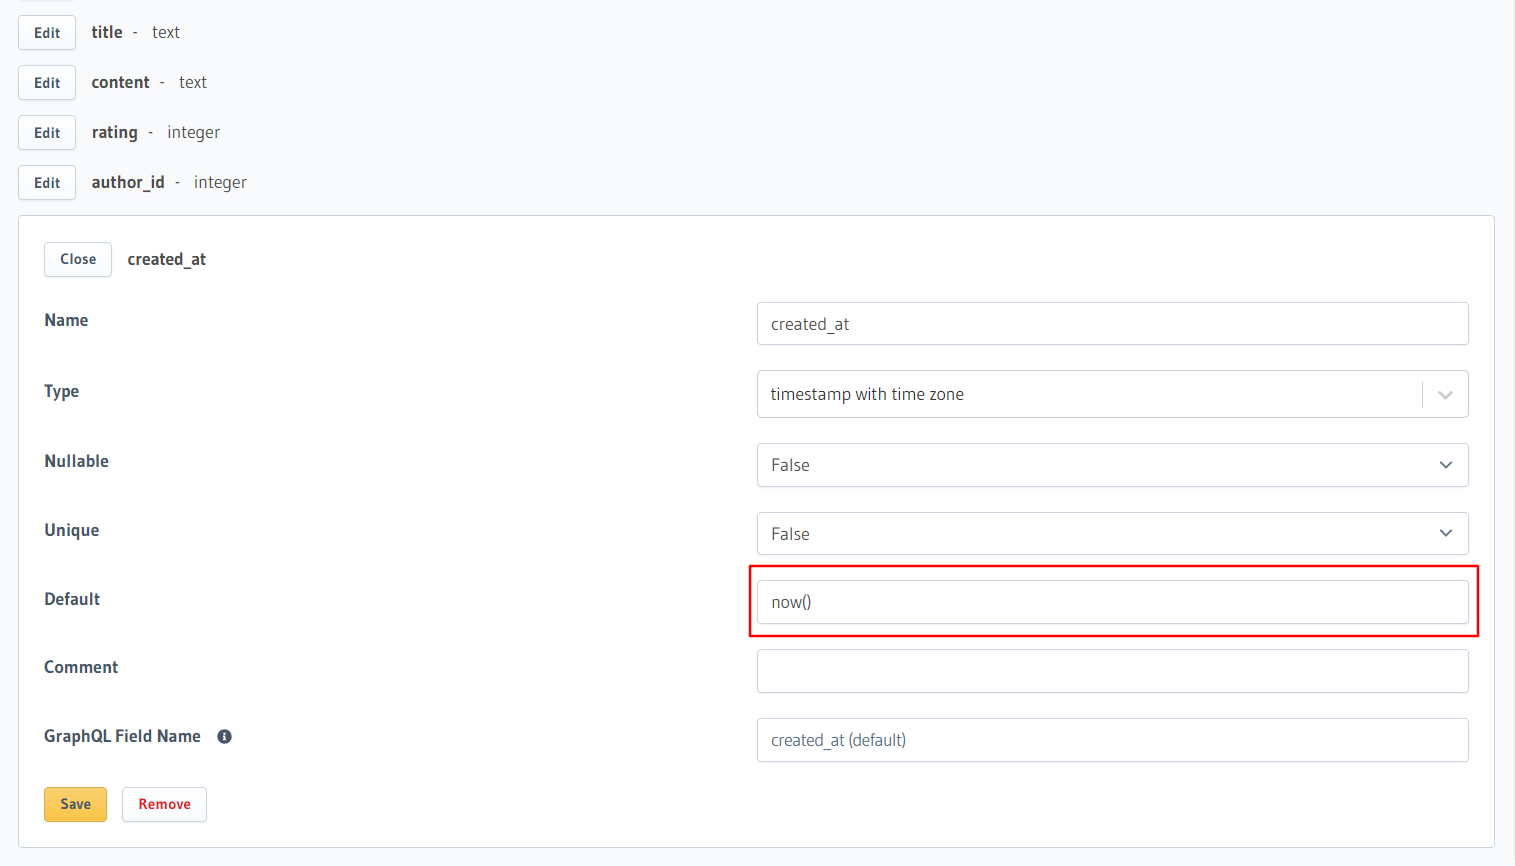 Edit title - text
Edit content - text
Edit rating - integer
Edit author_id - integer
Close created_at
Name created_at
Type timestamp with time zone
Nullable False
Unique False
Default now()
Comment
GraphQL Field Name created_at (default)
Save Remove